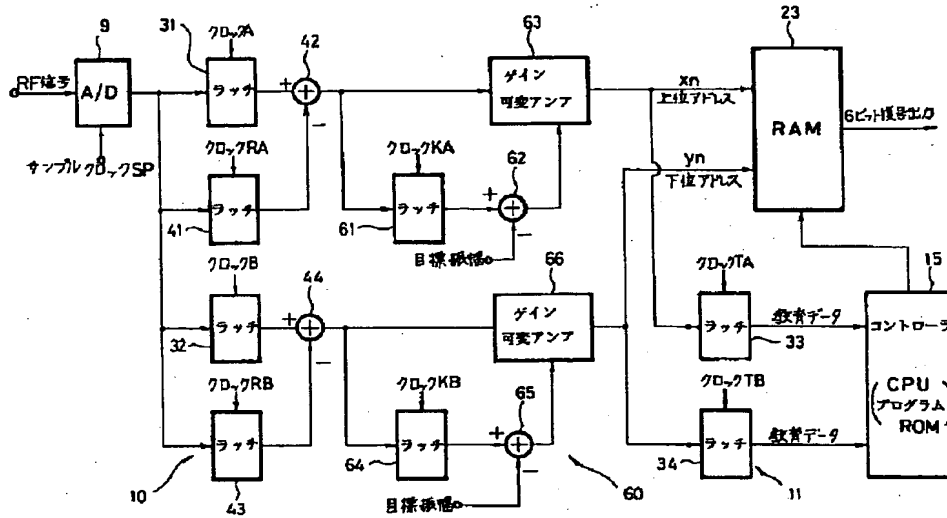 9
RF信号
A/D
サンプルクロックSP
クロックA
31
ラッチ
42
+
−
クロックRA
ラッチ
41
クロックB
ラッチ
32
44
+
−
クロックRB
ラッチ
43
10
63
ゲイン
可変アンプ
クロックKA
ラッチ
61
62
+
−
目標振幅
66
ゲイン
可変アンプ
クロックKB
ラッチ
64
65
+
−
目標振幅
60
xn
上位アドレス
yn
下位アドレス
23
RAM
6ビット復号出力
クロックTA
ラッチ
33
教育データ
クロックTB
ラッチ
34
教育データ
11
15
コントローラ
CPU
プログラム
ROM